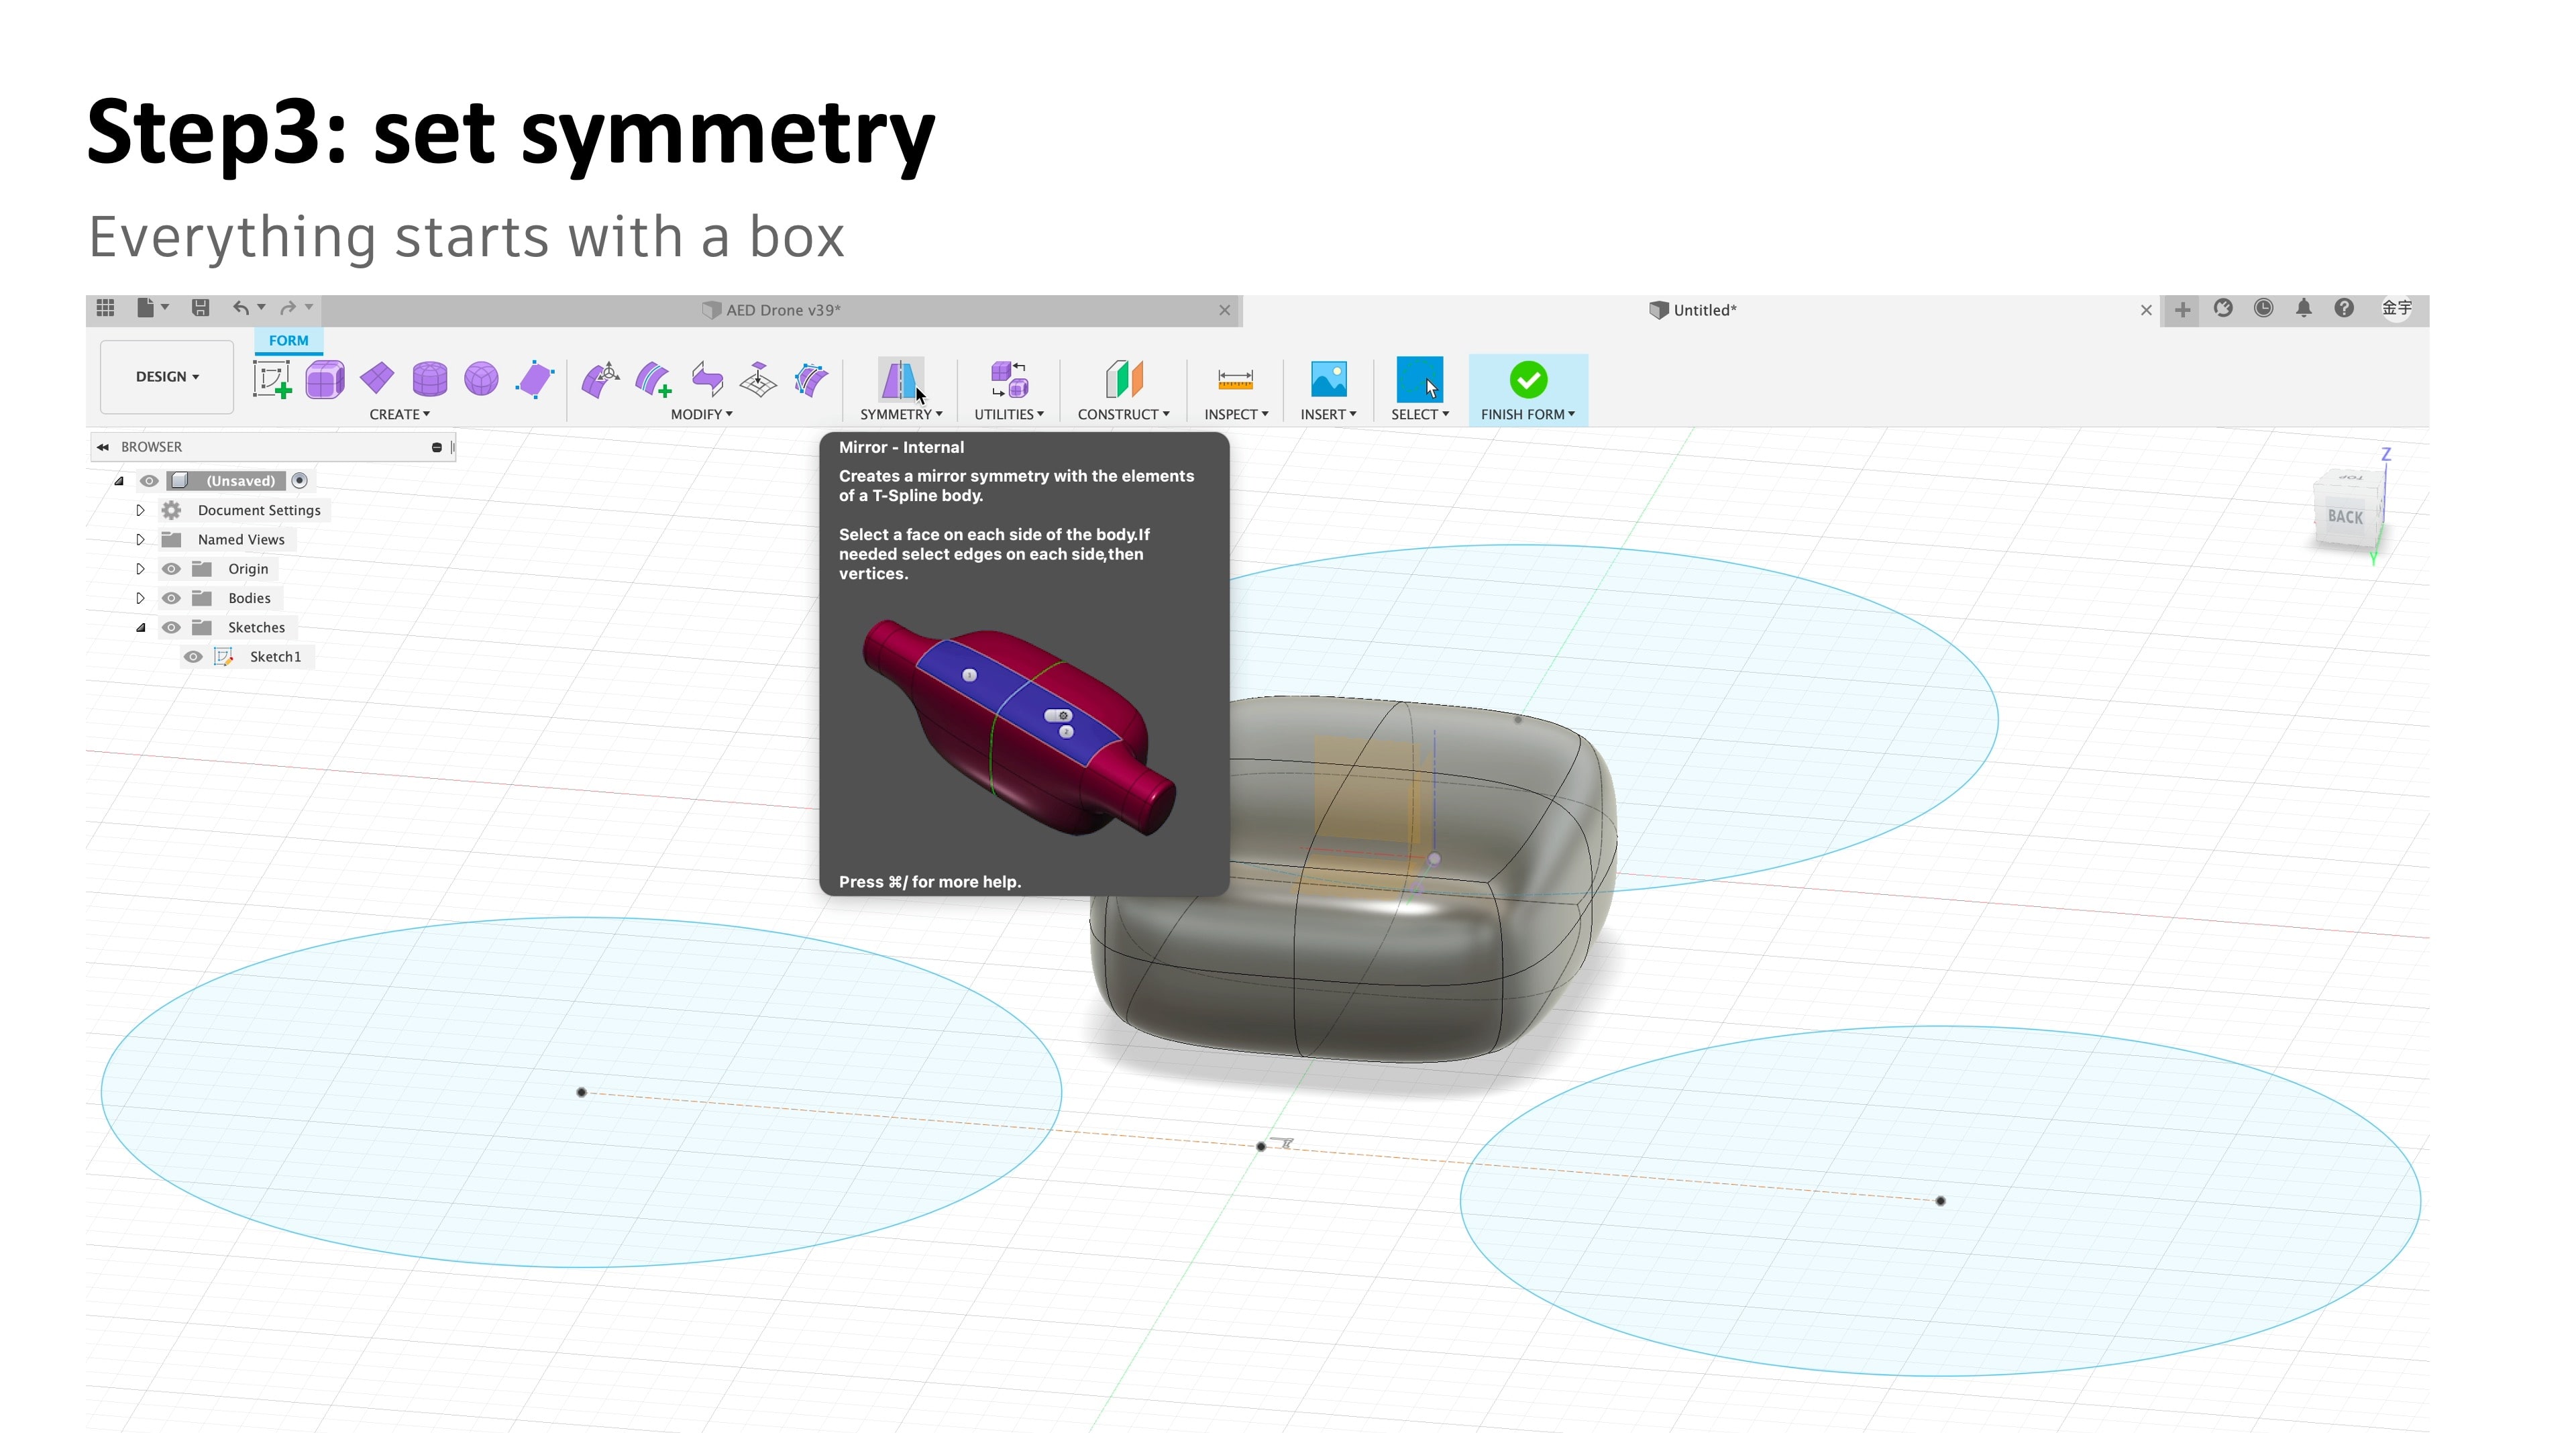 Step3: set symmetry
Everything starts with a box
AED Drone v39*
Untitled*
金宇
FORM
DESIGN
CREATE
MODIFY
SYMMETRY
UTILITIES
CONSTRUCT
INSPECT
INSERT
SELECT
FINISH FORM
BROWSER
(Unsaved)
Document Settings
Named Views
Origin
Bodies
Sketches
Sketch1
Mirror - Internal
Creates a mirror symmetry with the elements
of a T-Spline body.
Select a face on each side of the body.If
needed select edges on each side,then
vertices.
1
2
Press ⌘/ for more help.
Z
TOP
BACK
Y